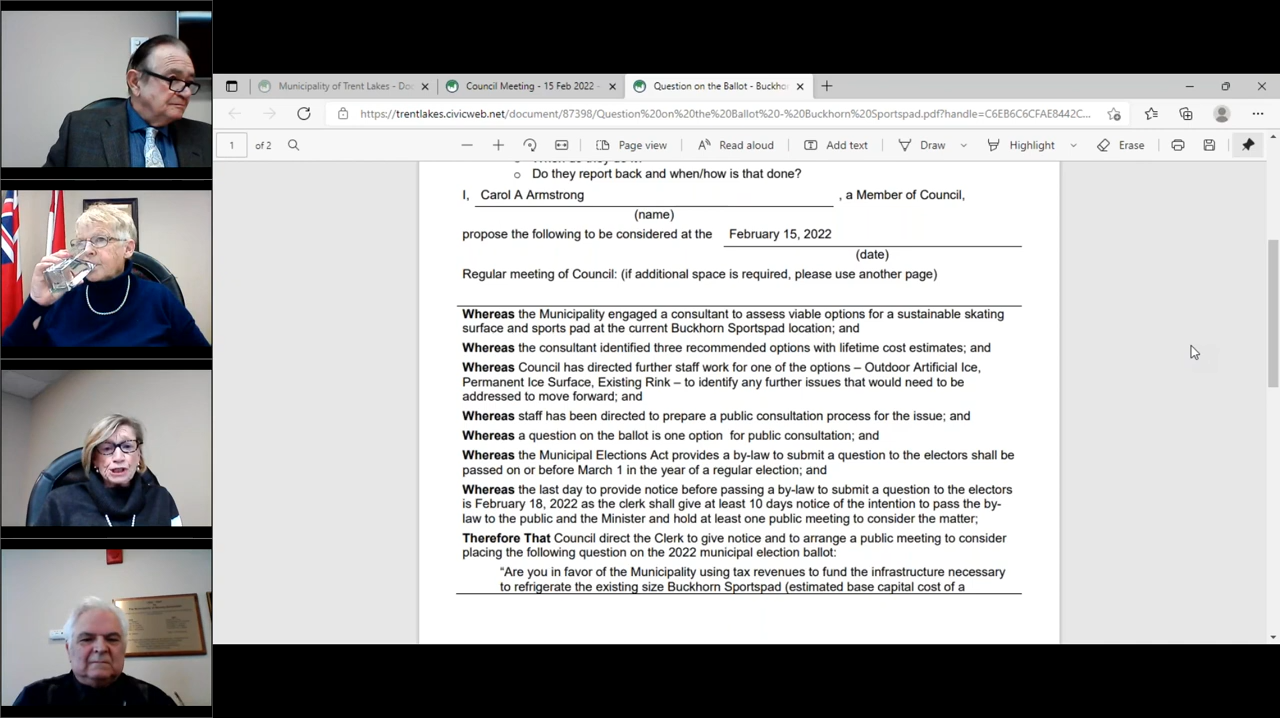 Municipality of Trent Lakes - Doc
Council Meeting - 15 Feb 2022 -
Question on the Ballot - Buckho
https://trentlakes.civicweb.net/document/87398/Question%20on%20the%20Ballot%20-%20Buckhorn%20Sportspad.pdf?handle=C6EB6C6CFAE8442C...
1 of 2
Page view
Read aloud
Add text
Draw
Highlight
Erase
o Do they report back and when/how is that done?
I, Carol A Armstrong , a Member of Council,
(name)
propose the following to be considered at the February 15, 2022
(date)
Regular meeting of Council: (if additional space is required, please use another page)
Whereas the Municipality engaged a consultant to assess viable options for a sustainable skating
surface and sports pad at the current Buckhorn Sportspad location; and
Whereas the consultant identified three recommended options with lifetime cost estimates; and
Whereas Council has directed further staff work for one of the options – Outdoor Artificial Ice,
Permanent Ice Surface, Existing Rink – to identify any further issues that would need to be
addressed to move forward; and
Whereas staff has been directed to prepare a public consultation process for the issue; and
Whereas a question on the ballot is one option for public consultation; and
Whereas the Municipal Elections Act provides a by-law to submit a question to the electors shall be
passed on or before March 1 in the year of a regular election; and
Whereas the last day to provide notice before passing a by-law to submit a question to the electors
is February 18, 2022 as the clerk shall give at least 10 days notice of the intention to pass the by-
law to the public and the Minister and hold at least one public meeting to consider the matter;
Therefore That Council direct the Clerk to give notice and to arrange a public meeting to consider
placing the following question on the 2022 municipal election ballot:
“Are you in favor of the Municipality using tax revenues to fund the infrastructure necessary
to refrigerate the existing size Buckhorn Sportspad (estimated base capital cost of a